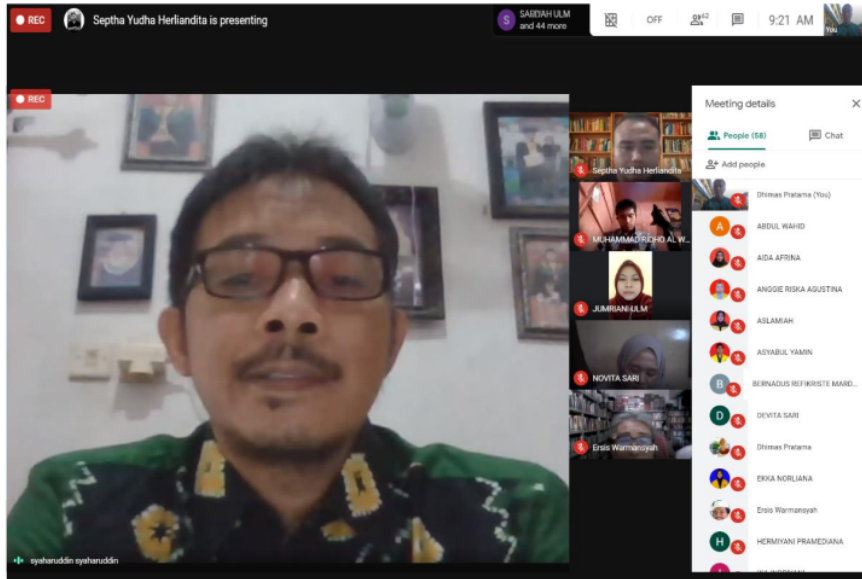 REC
Septha Yudha Herliandita is presenting
S
SARIYAH ULM
and 44 more
OFF
62
9:21 AM
You
REC
Septha Yudha Herliandita
MUHAMMAD RIDHO AL W...
JUMRIANI ULM
NOVITA SARI
Ersis Warmansyah
syaharuddin syaharuddin
Meeting details
People (58)
Chat
Add people
Dhimas Pratama (You)
A
ABDUL WAHID
AIDA AFRINA
ANGGIE RISKA AGUSTINA
ASLAMIAH
ASYABUL YAMIN
B
BERNADUS REFIKRISTE MARD...
D
DEVITA SARI
Dhimas Pratama
EKKA NORLIANA
Ersis Warmansyah
H
HERMIYANI PRAMEDIANA